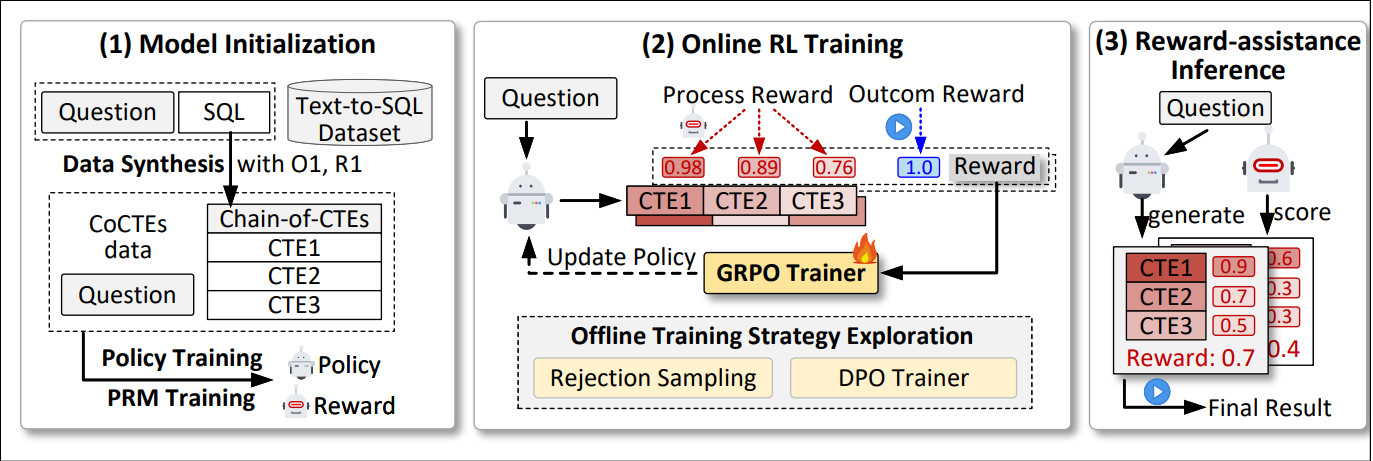 (1) Model Initialization
Question
SQL
Text-to-SQL
Dataset
Data Synthesis with O1, R1
CoCTEs
data
Question
Chain-of-CTEs
CTE1
CTE2
CTE3
Policy Training
PRM Training
Policy
Reward
(2) Online RL Training
Question
Process Reward
Outcom Reward
0.98
0.89
0.76
1.0
Reward
CTE1
CTE2
CTE3
Update Policy
GRPO Trainer
Offline Training Strategy Exploration
Rejection Sampling
DPO Trainer
(3) Reward-assistance
Inference
Question
generate
score
CTE1
0.9
0.6
CTE2
0.7
0.3
CTE3
0.5
0.3
Reward: 0.7
0.4
Final Result